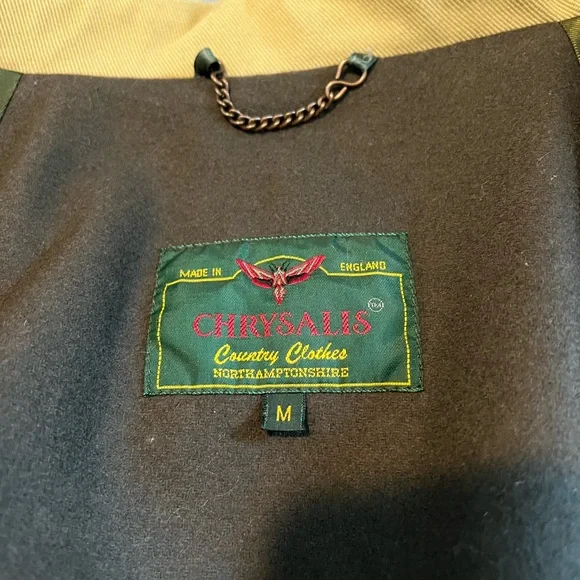 MADE IN ENGLAND
CHRYSALIS
Country Clothes
NORTHAMPTONSHIRE
M